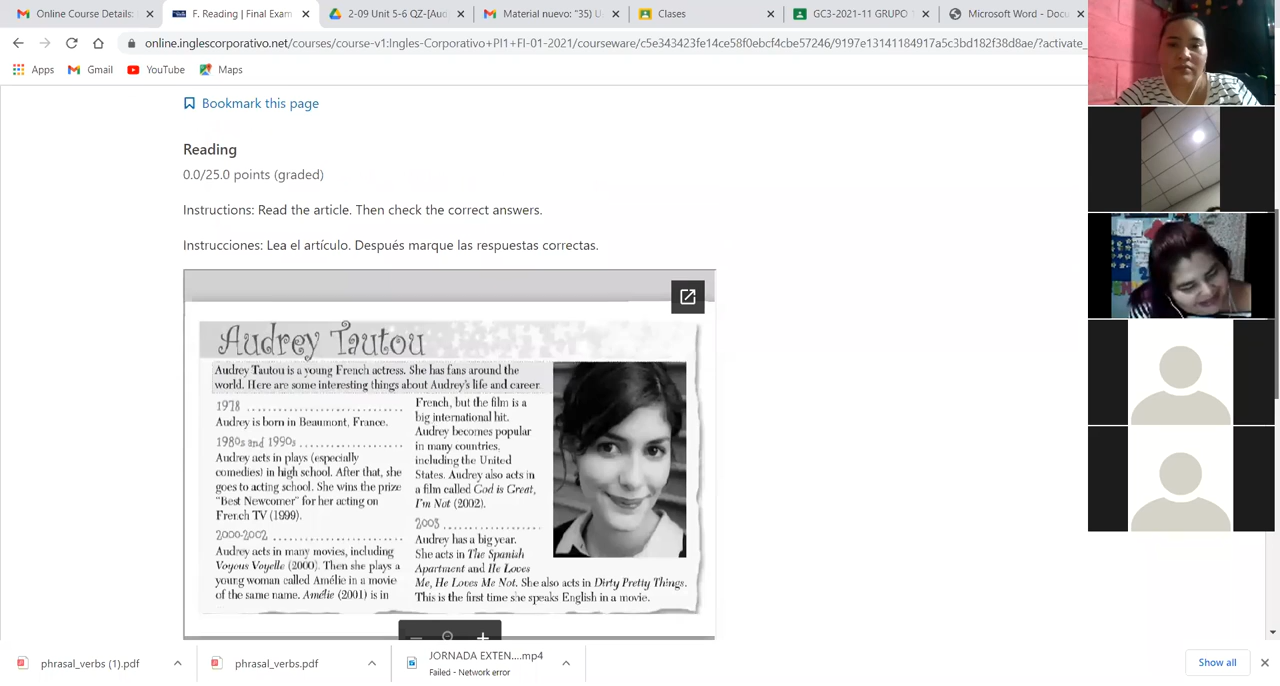 Online Course Details:
F. Reading | Final Exam
2-09 Unit 5-6 QZ-[Aud
Material nuevo: "35) U
Clases
GC3-2021-11 GRUPO
Microsoft Word - Docu
online.inglescorporativo.net/courses/course-v1:Ingles-Corporativo+PI1+FI-01-2021/courseware/c5e343423fe14ce58f0ebcf4cbe57246/9197e13141184917a5c3bd182f38d8ae/?activate_
Apps
Gmail
YouTube
Maps
Bookmark this page
Reading
0.0/25.0 points (graded)
Instructions: Read the article. Then check the correct answers.
Instrucciones: Lea el artículo. Después marque las respuestas correctas.
Audrey Tautou
Audrey Tautou is a young French actress. She has fans around the
world. Here are some interesting things about Audrey's life and career.
1978
Audrey is born in Beaumont, France.
1980s and 1990s
Audrey acts in plays (especially
comedies) in high school. After that, she
goes to acting school. She wins the prize
"Best Newcomer" for her acting on
French TV (1999).
2000-2002
Audrey acts in many movies, including
Voyous Voyelle (2000). Then she plays a
young woman called Amélie in a movie
of the same name. Amélie (2001) is in
French, but the film is a
big international hit.
Audrey becomes popular
in many countries,
including the United
States. Audrey also acts in
a film called God is Great,
I'm Not (2002).
2003
Audrey has a big year.
She acts in The Spanish
Apartment and He Loves
Me, He Loves Me Not. She also acts in Dirty Pretty Things.
This is the first time she speaks English in a movie.
phrasal_verbs (1).pdf
phrasal_verbs.pdf
JORNADA EXTEN....mp4
Failed - Network error
Show all